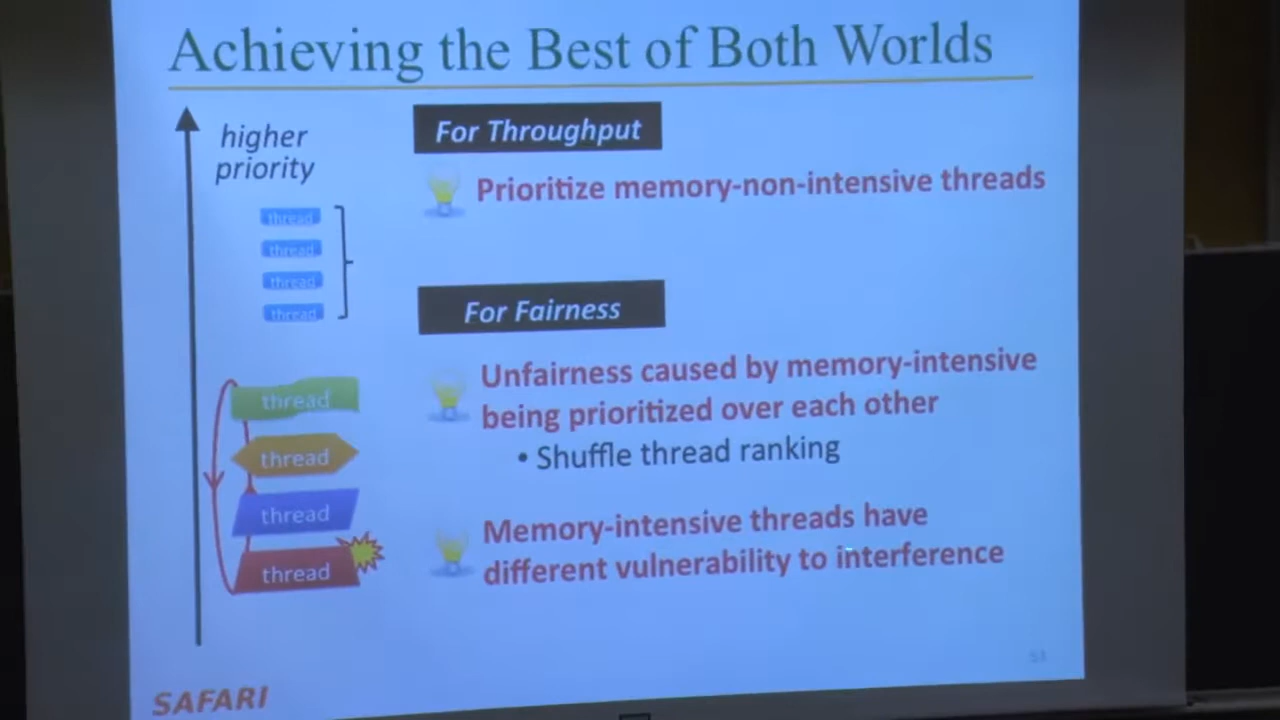 Achieving the Best of Both Worlds
higher
priority
thread
thread
thread
thread
thread
thread
thread
thread
For Throughput
Prioritize memory-non-intensive threads
For Fairness
Unfairness caused by memory-intensive
being prioritized over each other
• Shuffle thread ranking
Memory-intensive threads have
different vulnerability to interference
SAFARI